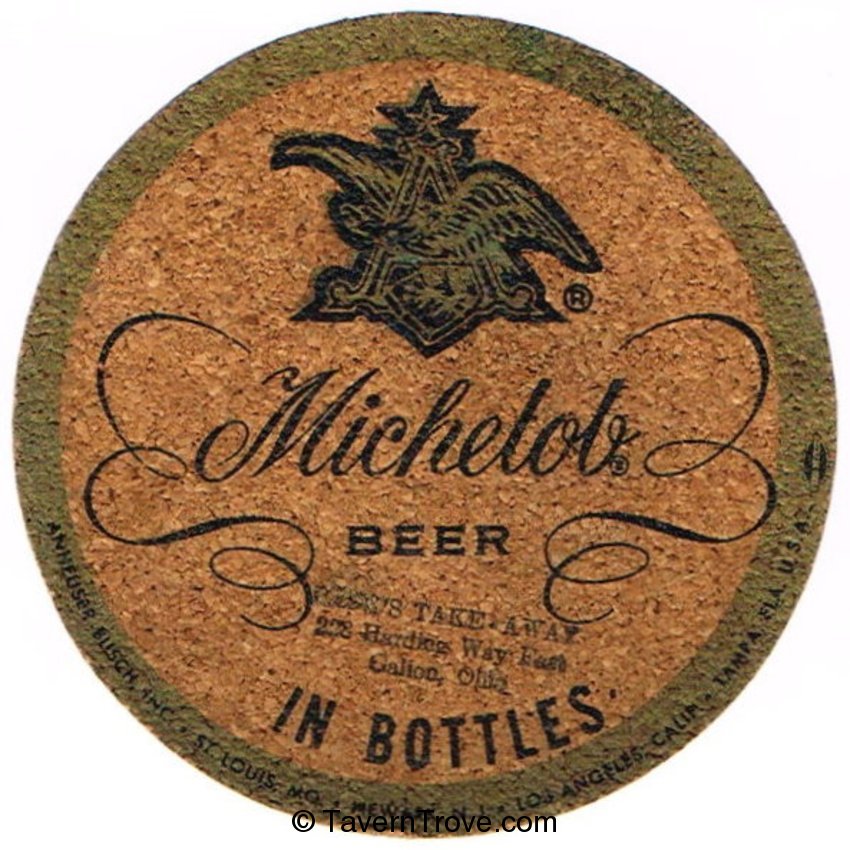 A
®
Michelob®
BEER
TAKE-AWAY
Harding Way East
Galion, Ohio
IN BOTTLES
ANHEUSER BUSCH, INC. • ST. LOUIS, MO. • NEWARK, N.J. • LOS ANGELES, CALIF. • TAMPA, FLA. U.S.A.
© TavernTrove.com